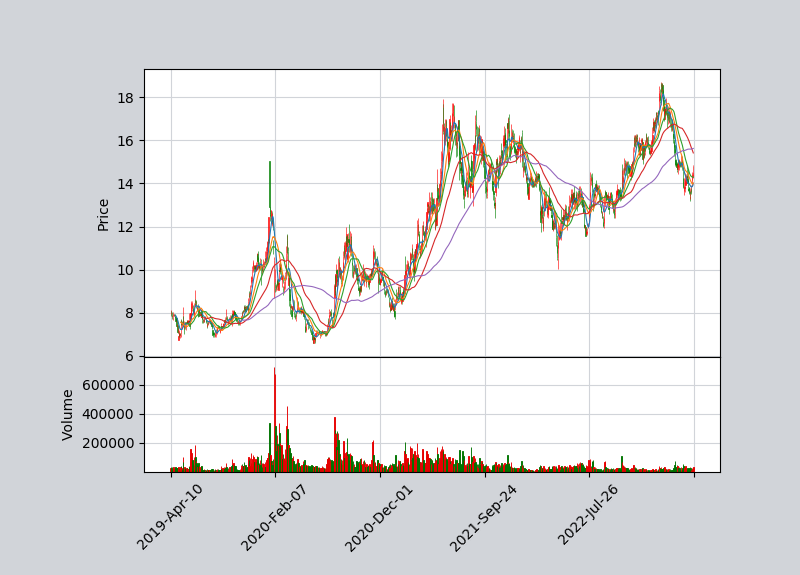 18
16
14
12
10
8
6
Price
600000
400000
200000
Volume
2019-Apr-10
2020-Feb-07
2020-Dec-01
2021-Sep-24
2022-Jul-26